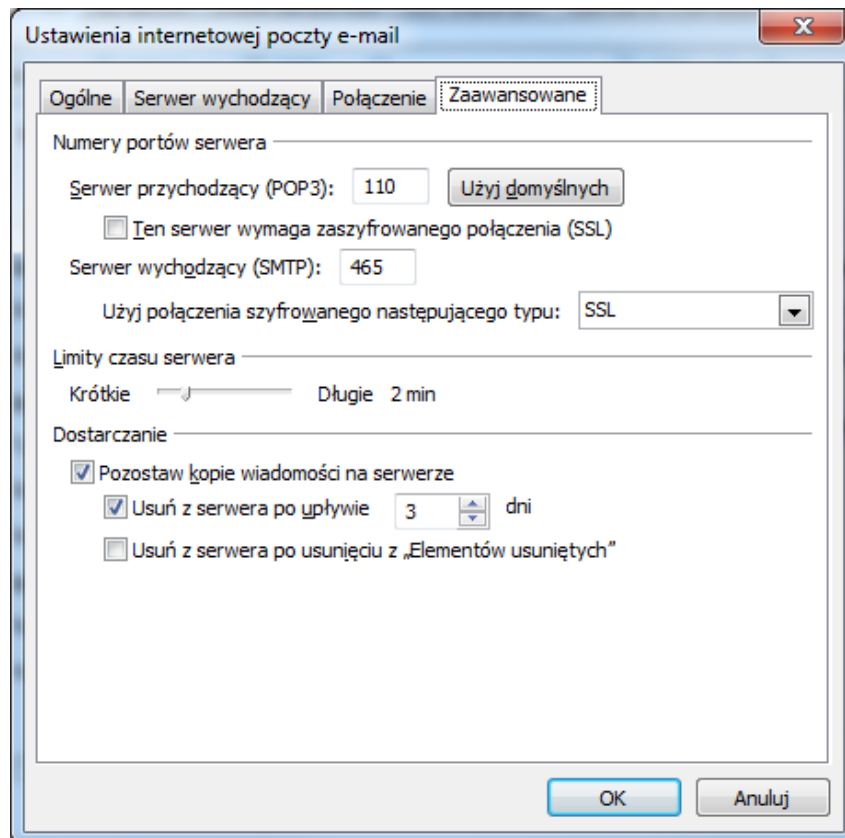 Ustawienia internetowej poczty e-mail
Ogólne Serwer wychodzący Połączenie Zaawansowane
Numery portów serwera
Serwer przychodzący (POP3): 110 Użyj domyślnych
Ten serwer wymaga zaszyfrowanego połączenia (SSL)
Serwer wychodzący (SMTP): 465
Użyj połączenia szyfrowanego następującego typu: SSL
Limity czasu serwera
Krótkie Długie 2 min
Dostarczanie
Pozostaw kopie wiadomości na serwerze
Usuń z serwera po upływie 3 dni
Usuń z serwera po usunięciu z „Elementów usuniętych”
OK Anuluj